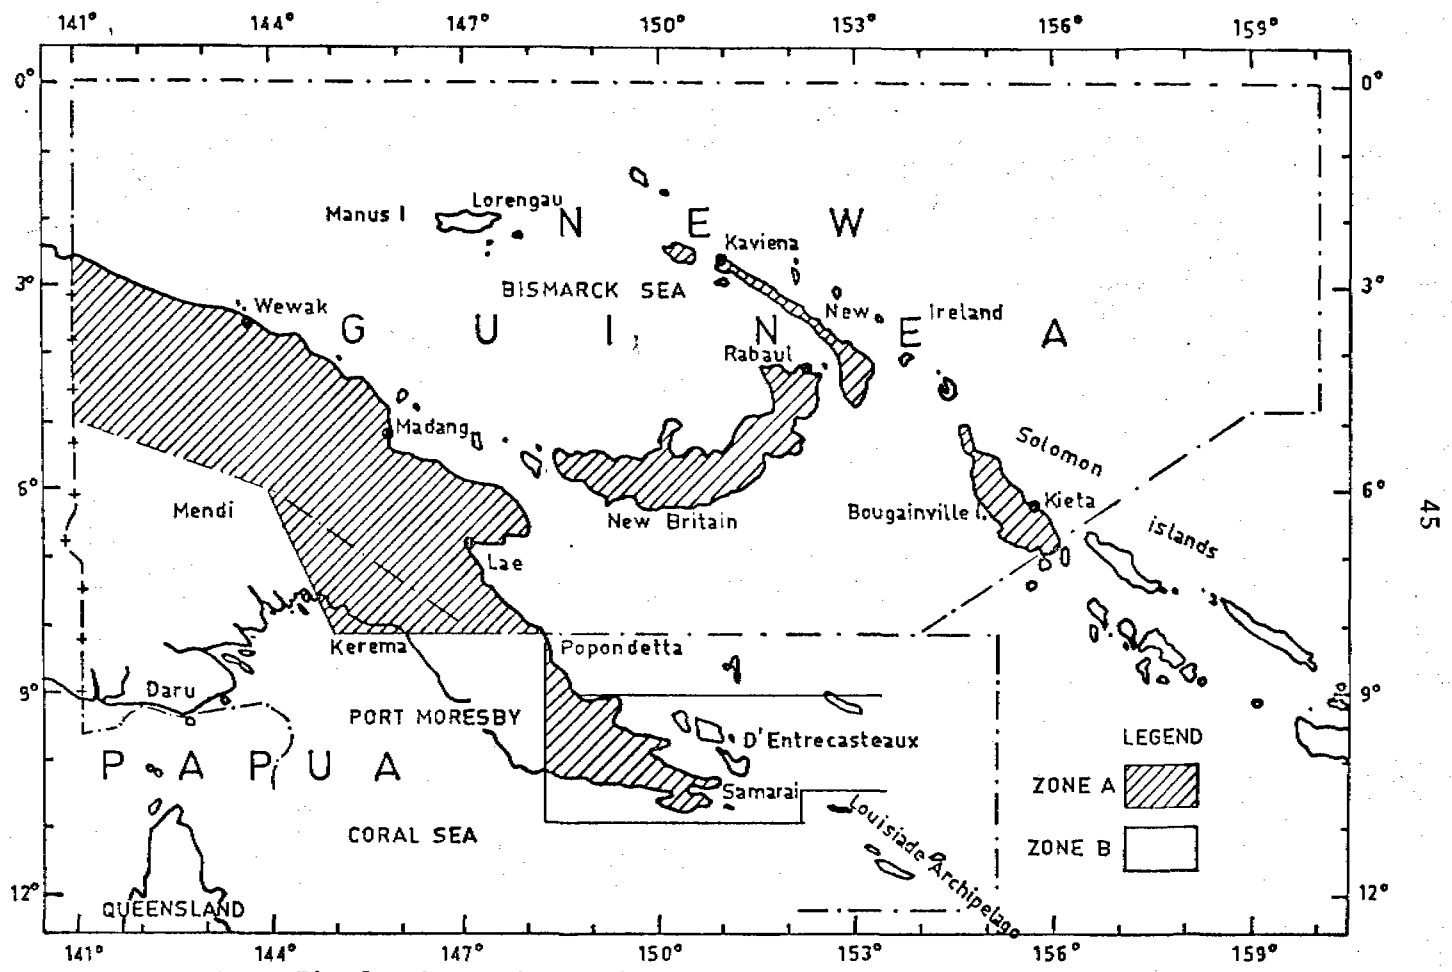 141° 144° 147° 150° 153° 156° 159°
0° 0°
Lorengau
Manus I
N E W
Kaviena
3° BISMARCK SEA 3°
Wewak
New Ireland
G U I N E A
Rabaul
Madang
Solomon
6° 6°
Mendi
Kieta
New Britain
Bougainville I.
islands
45
Lae
Kerema
Popondetta
Daru
9° 9°
PORT MORESBY
D'Entrecasteaux
LEGEND
P A P U A
ZONE A
Samarai
Louisiade Archipelago
CORAL SEA
ZONE B
12° 12°
QUEENSLAND
141° 144° 147° 150° 153° 156° 159°